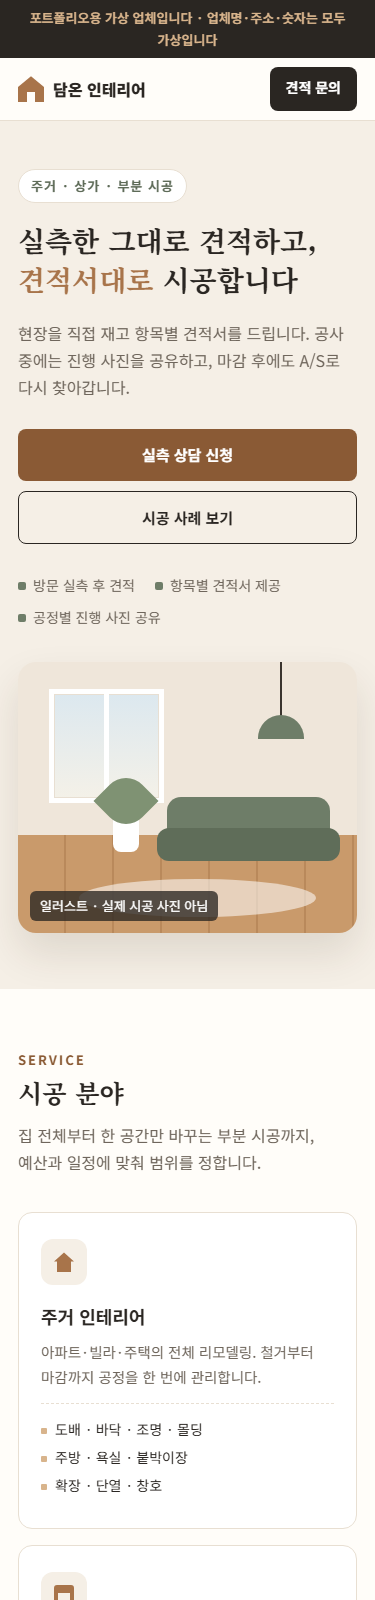 포트폴리오용 가상 업체입니다 · 업체명·주소·숫자는 모두
가상입니다
담온 인테리어
견적 문의
주거 · 상가 · 부분 시공
실측한 그대로 견적하고,
견적서대로 시공합니다
현장을 직접 재고 항목별 견적서를 드립니다. 공사
중에는 진행 사진을 공유하고, 마감 후에도 A/S로
다시 찾아갑니다.
실측 상담 신청
시공 사례 보기
방문 실측 후 견적
항목별 견적서 제공
공정별 진행 사진 공유
일러스트 · 실제 시공 사진 아님
SERVICE
시공 분야
집 전체부터 한 공간만 바꾸는 부분 시공까지,
예산과 일정에 맞춰 범위를 정합니다.
주거 인테리어
아파트·빌라·주택의 전체 리모델링. 철거부터
마감까지 공정을 한 번에 관리합니다.
도배 · 바닥 · 조명 · 몰딩
주방 · 욕실 · 붙박이장
확장 · 단열 · 창호